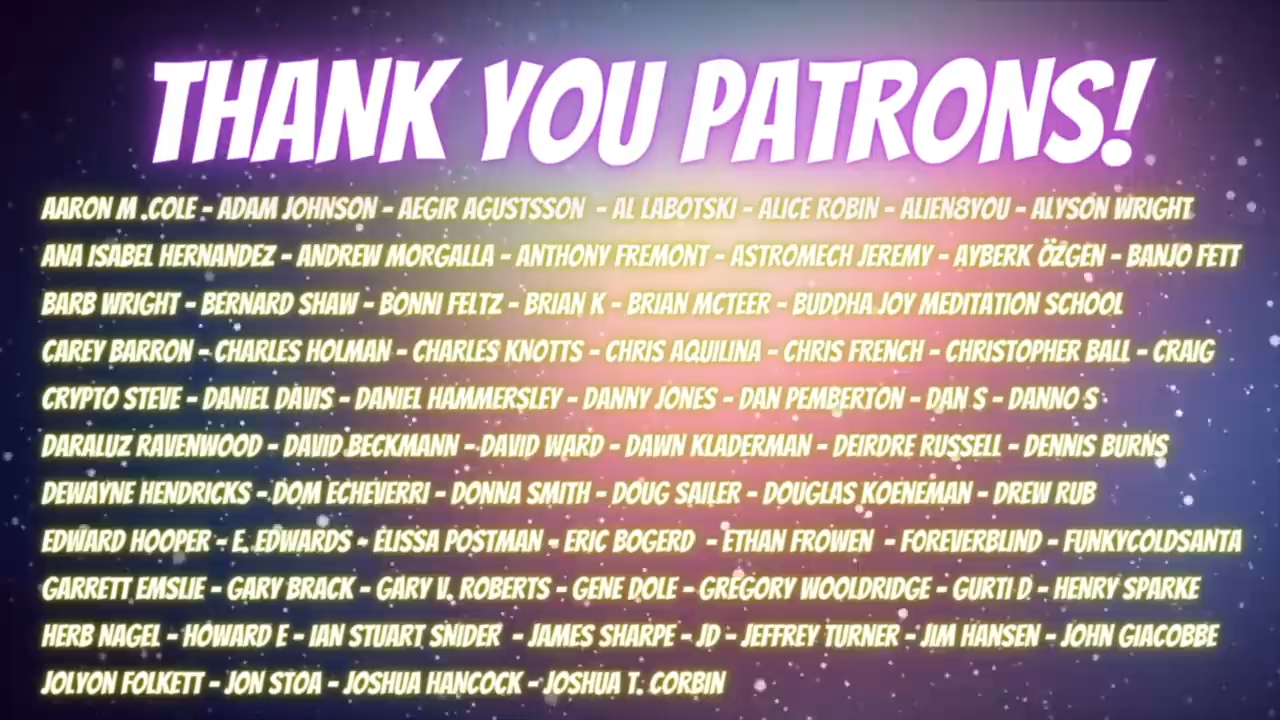 THANK YOU PATRONS!
AARON M .COLE - ADAM JOHNSON - AEGIR AGUSTSSON - AL LABOTSKI - ALICE ROBIN - ALIEN8YOU - ALYSON WRIGHT
ANA ISABEL HERNANDEZ - ANDREW MORGALLA - ANTHONY FREMONT - ASTROMECH JEREMY - AYBERK ÖZGEN - BANJO FETT
BARB WRIGHT - BERNARD SHAW - BONNI FELTZ - BRIAN K - BRIAN MCTEER - BUDDHA JOY MEDITATION SCHOOL
CAREY BARRON - CHARLES HOLMAN - CHARLES KNOTTS - CHRIS AQUILINA - CHRIS FRENCH - CHRISTOPHER BALL - CRAIG
CRYPTO STEVE - DANIEL DAVIS - DANIEL HAMMERSLEY - DANNY JONES - DAN PEMBERTON - DAN S - DANNO S
DARALUZ RAVENWOOD - DAVID BECKMANN - DAVID WARD - DAWN KLADERMAN - DEIRDRE RUSSELL - DENNIS BURNS
DEWAYNE HENDRICKS - DOM ECHEVERRI - DONNA SMITH - DOUG SAILER - DOUGLAS KOENEMAN - DREW RUB
EDWARD HOOPER - E. EDWARDS - ELISSA POSTMAN - ERIC BOGERD - ETHAN FROWEN - FOREVERBLIND - FUNKYCOLDSANTA
GARRETT EMSLIE - GARY BRACK - GARY V. ROBERTS - GENE DOLE - GREGORY WOOLDRIDGE - GURTI D - HENRY SPARKE
HERB NAGEL - HOWARD E - IAN STUART SNIDER - JAMES SHARPE - JD - JEFFREY TURNER - JIM HANSEN - JOHN GIACOBBE
JOLYON FOLKETT - JON STOA - JOSHUA HANCOCK - JOSHUA T. CORBIN